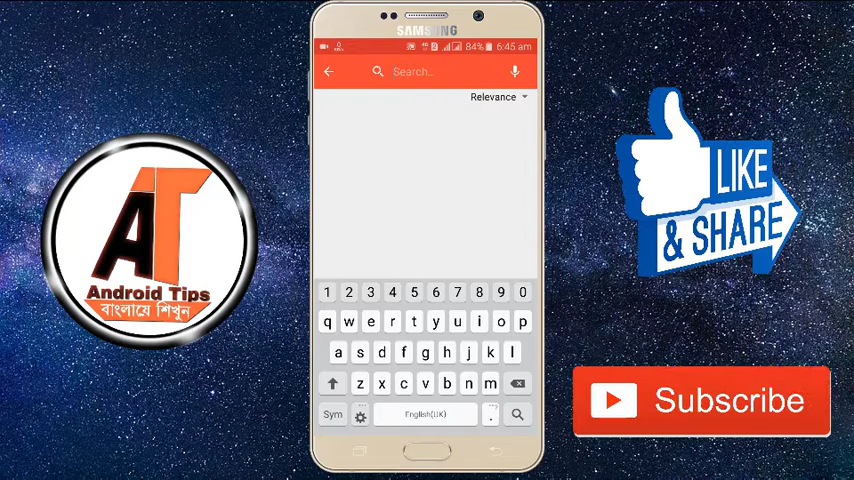 SAMSUNG
84% 6:45 am
Search...
Relevance
1 2 3 4 5 6 7 8 9 0
q w e r t y u i o p
a s d f g h j k l
z x c v b n m
Sym English(UK) .
AT
Android Tips
বাংলায়ে শিখুন
LIKE
& SHARE
Subscribe